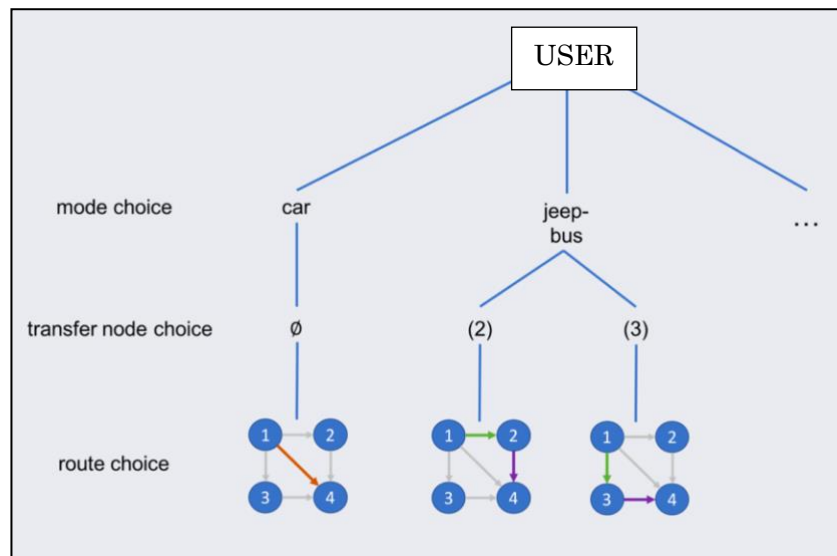 USER
mode choice
car
jeep-
bus
...
transfer node choice
ø
(2)
(3)
route choice
1 2
3 4
1 2
3 4
1 2
3 4